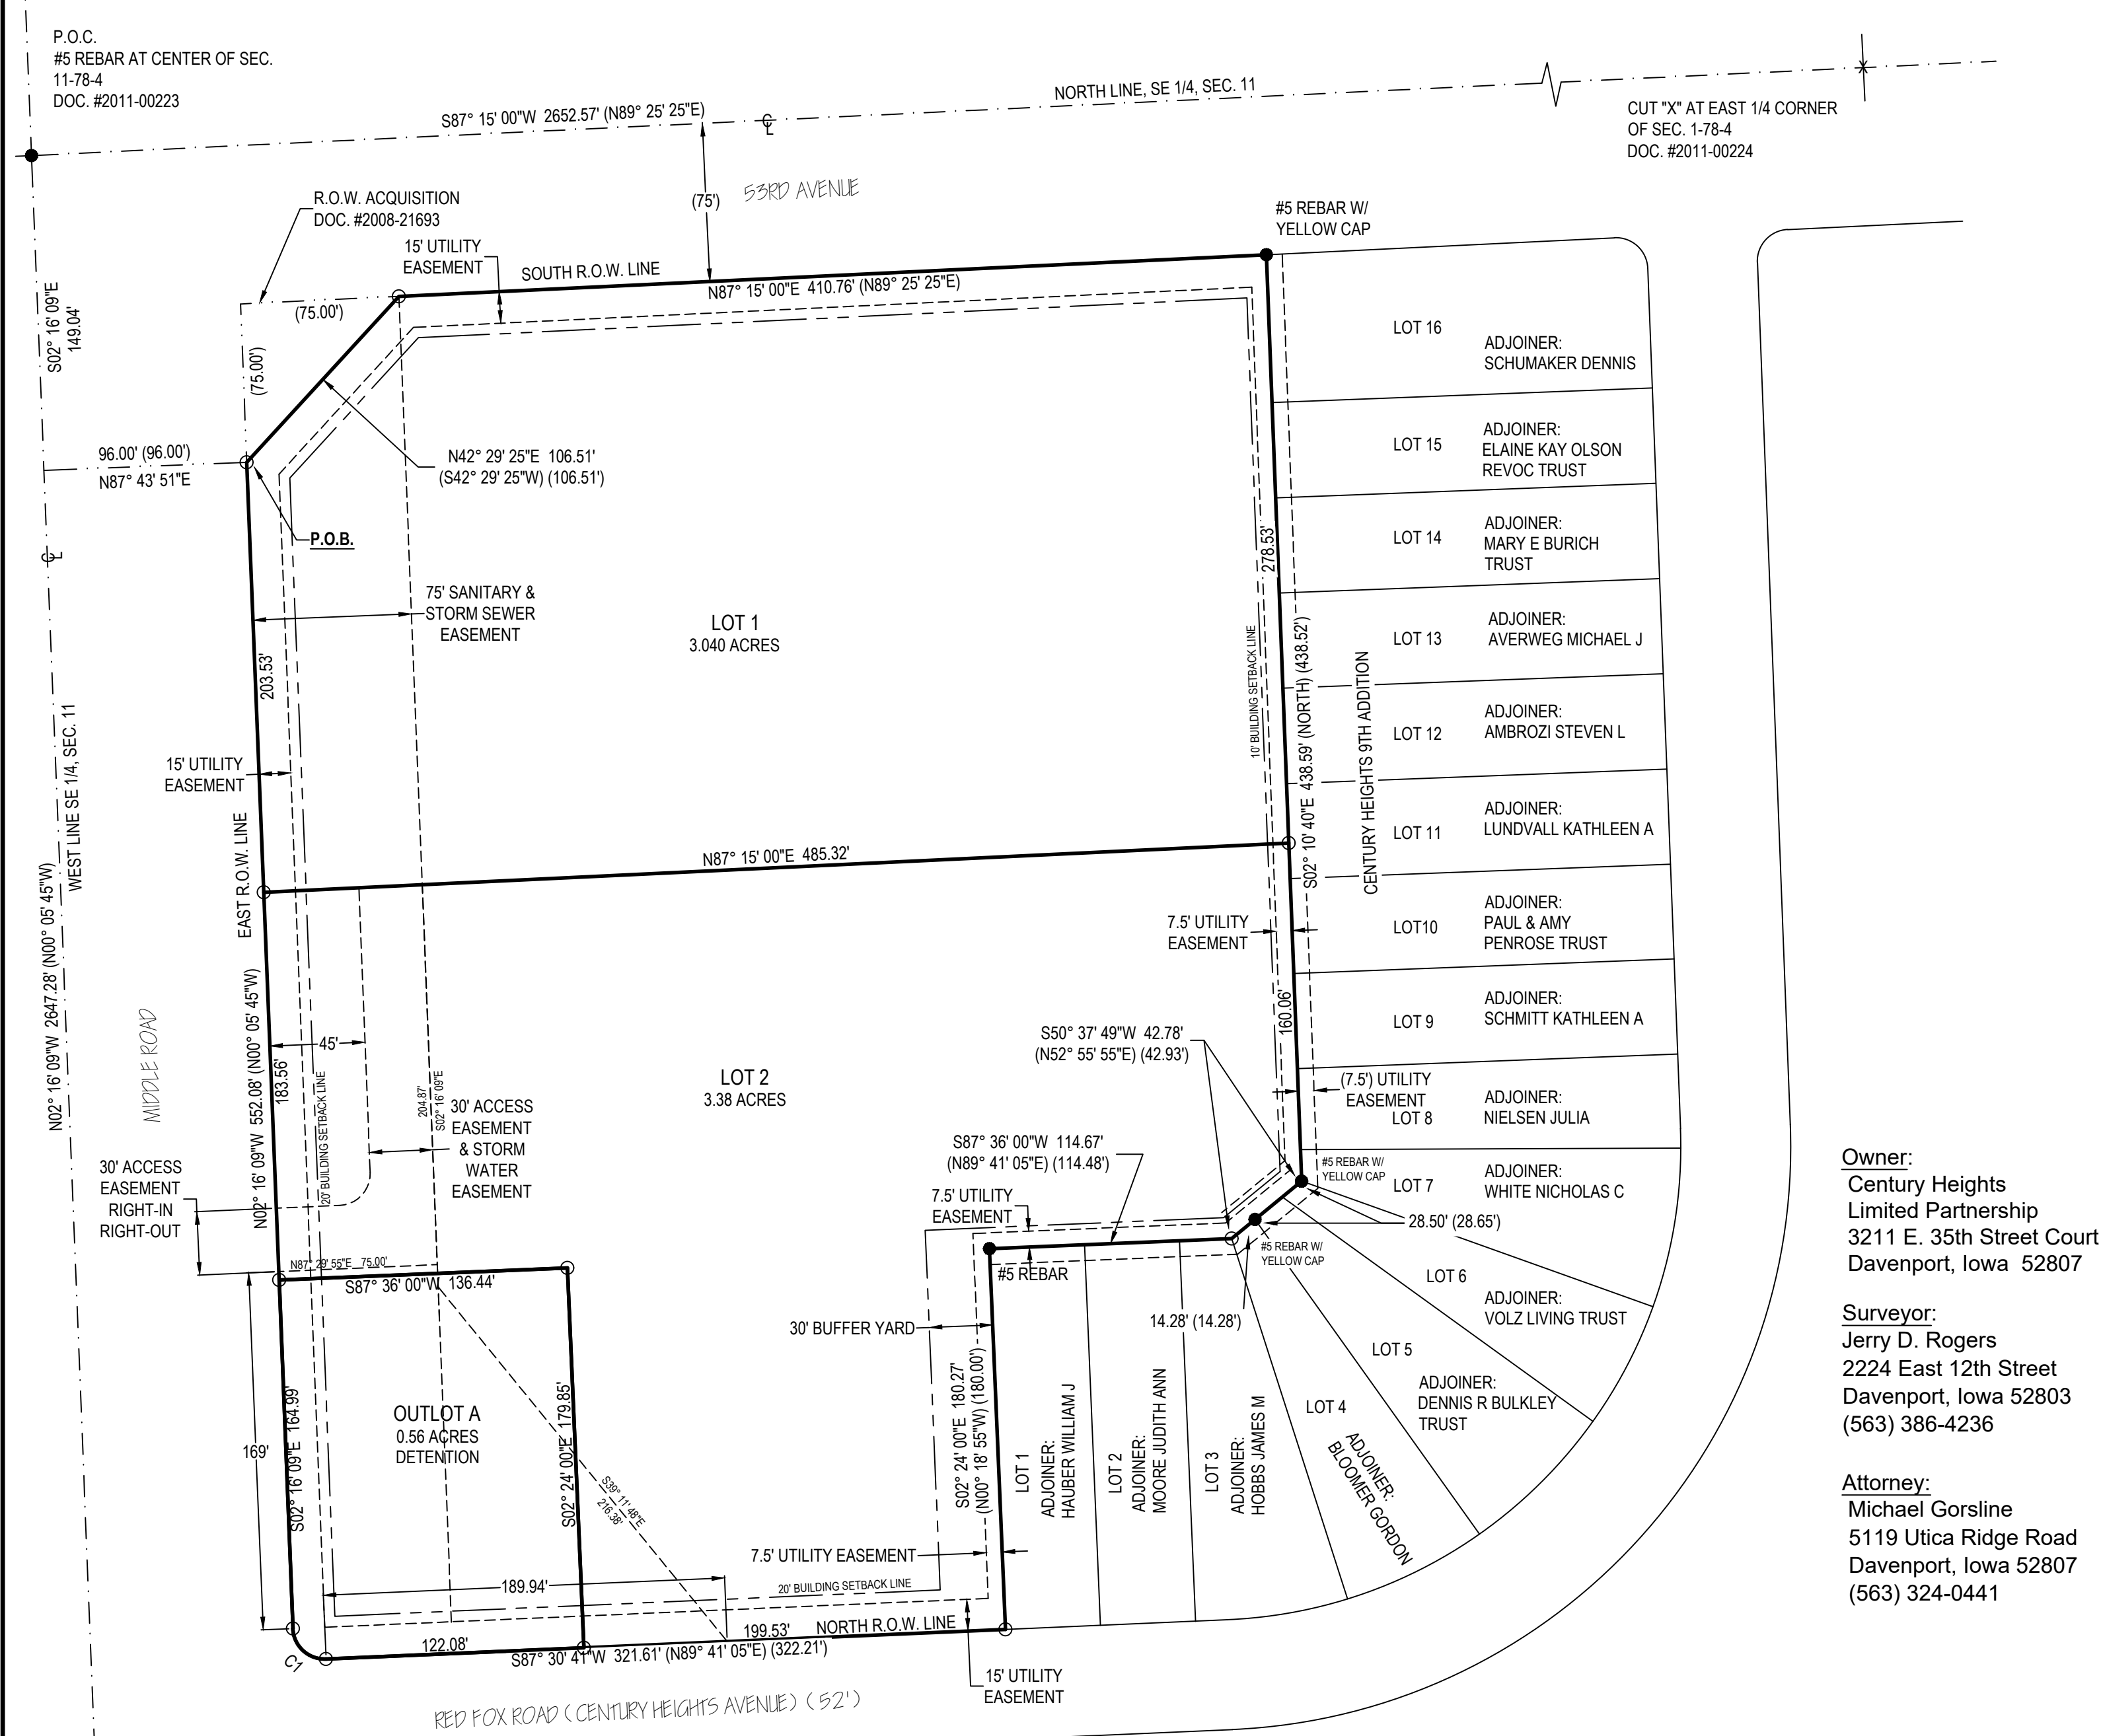 P.O.C.
#5 REBAR AT CENTER OF SEC.
11-78-4
DOC. #2011-00223
S87° 15' 00"W 2652.57' (N89° 25' 25"E)
℄
NORTH LINE, SE 1/4, SEC. 11
CUT "X" AT EAST 1/4 CORNER
OF SEC. 1-78-4
DOC. #2011-00224
(75')
53RD AVENUE
R.O.W. ACQUISITION
DOC. #2008-21693
15' UTILITY
EASEMENT
SOUTH R.O.W. LINE
N87° 15' 00"E 410.76' (N89° 25' 25"E)
#5 REBAR W/
YELLOW CAP
S02° 16' 09"E
149.04'
(75.00')
(75.00')
96.00' (96.00')
N87° 43' 51"E
N42° 29' 25"E 106.51'
(S42° 29' 25"W) (106.51')
P.O.B.
℄
75' SANITARY &
STORM SEWER
EASEMENT
LOT 1
3.040 ACRES
203.53'
15' UTILITY
EASEMENT
EAST R.O.W. LINE
WEST LINE SE 1/4, SEC. 11
N02° 16' 09"W 2647.28' (N00° 05' 45"W)
MIDDLE ROAD
N87° 15' 00"E 485.32'
278.53'
10' BUILDING SETBACK LINE
S02° 10' 40"E 438.59' (NORTH) (438.52')
CENTURY HEIGHTS 9TH ADDITION
LOT 16
ADJOINER:
SCHUMAKER DENNIS
LOT 15
ADJOINER:
ELAINE KAY OLSON
REVOC TRUST
LOT 14
ADJOINER:
MARY E BURICH
TRUST
LOT 13
ADJOINER:
AVERWEG MICHAEL J
LOT 12
ADJOINER:
AMBROZI STEVEN L
LOT 11
ADJOINER:
LUNDVALL KATHLEEN A
LOT10
ADJOINER:
PAUL & AMY
PENROSE TRUST
LOT 9
ADJOINER:
SCHMITT KATHLEEN A
LOT 8
ADJOINER:
NIELSEN JULIA
LOT 7
ADJOINER:
WHITE NICHOLAS C
LOT 6
ADJOINER:
VOLZ LIVING TRUST
LOT 5
ADJOINER:
DENNIS R BULKLEY
TRUST
LOT 4
ADJOINER:
BLOOMER GORDON
LOT 3
ADJOINER:
HOBBS JAMES M
LOT 2
ADJOINER:
MOORE JUDITH ANN
LOT 1
ADJOINER:
HAUBER WILLIAM J
7.5' UTILITY
EASEMENT
160.06'
S50° 37' 49"W 42.78'
(N52° 55' 55"E) (42.93')
(7.5') UTILITY
EASEMENT
#5 REBAR W/
YELLOW CAP
28.50' (28.65')
#5 REBAR W/
YELLOW CAP
14.28' (14.28')
S87° 36' 00"W 114.67'
(N89° 41' 05"E) (114.48')
7.5' UTILITY
EASEMENT
#5 REBAR
LOT 2
3.38 ACRES
N02° 16' 09"W 552.08' (N00° 05' 45"W)
183.56'
45'
20' BUILDING SETBACK LINE
204.87'
S02° 16' 09"E
30' ACCESS
EASEMENT
& STORM
WATER
EASEMENT
30' ACCESS
EASEMENT
RIGHT-IN
RIGHT-OUT
N87° 29' 55"E 75.00'
S87° 36' 00"W 136.44'
30' BUFFER YARD
S02° 24' 00"E 180.27'
(N00° 18' 55"W) (180.00')
169'
S02° 16' 09"E 164.99'
OUTLOT A
0.56 ACRES
DETENTION
S02° 24' 00"E 179.85'
S39° 11' 48"E
216.38'
7.5' UTILITY EASEMENT
189.94'
20' BUILDING SETBACK LINE
C1
122.08'
199.53'
NORTH R.O.W. LINE
S87° 30' 41"W 321.61' (N89° 41' 05"E) (322.21')
15' UTILITY
EASEMENT
RED FOX ROAD ( CENTURY HEIGHTS AVENUE) ( 52')
Owner:
Century Heights
Limited Partnership
3211 E. 35th Street Court
Davenport, Iowa 52807
Surveyor:
Jerry D. Rogers
2224 East 12th Street
Davenport, Iowa 52803
(563) 386-4236
Attorney:
Michael Gorsline
5119 Utica Ridge Road
Davenport, Iowa 52807
(563) 324-0441